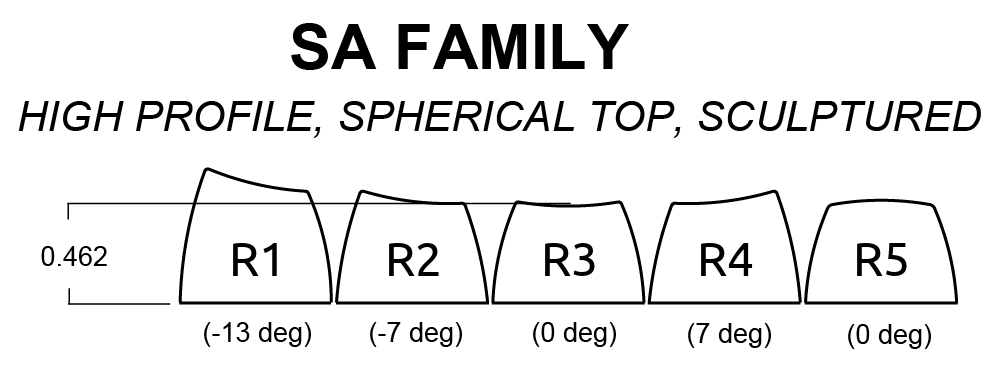 SA FAMILY
HIGH PROFILE, SPHERICAL TOP, SCULPTURED
0.462
R1 R2 R3 R4 R5
(-13 deg) (-7 deg) (0 deg) (7 deg) (0 deg)